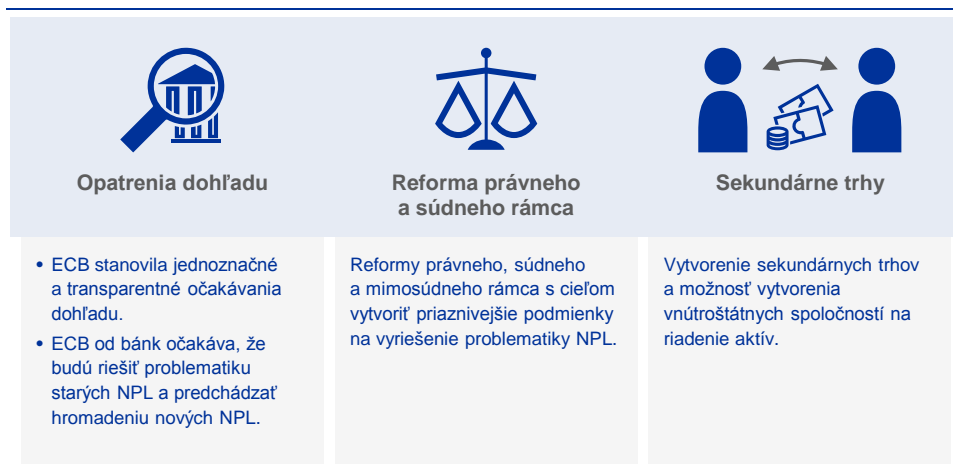 Opatrenia dohľadu
Reforma právneho
a súdneho rámca
Sekundárne trhy
• ECB stanovila jednoznačné
a transparentné očakávania
dohľadu.
• ECB od bánk očakáva, že
budú riešiť problematiku
starých NPL a predchádzať
hromadeniu nových NPL.
Reformy právneho, súdneho
a mimosúdneho rámca s cieľom
vytvoriť priaznivejšie podmienky
na vyriešenie problematiky NPL.
Vytvorenie sekundárnych trhov
a možnosť vytvorenia
vnútroštátnych spoločností na
riadenie aktív.